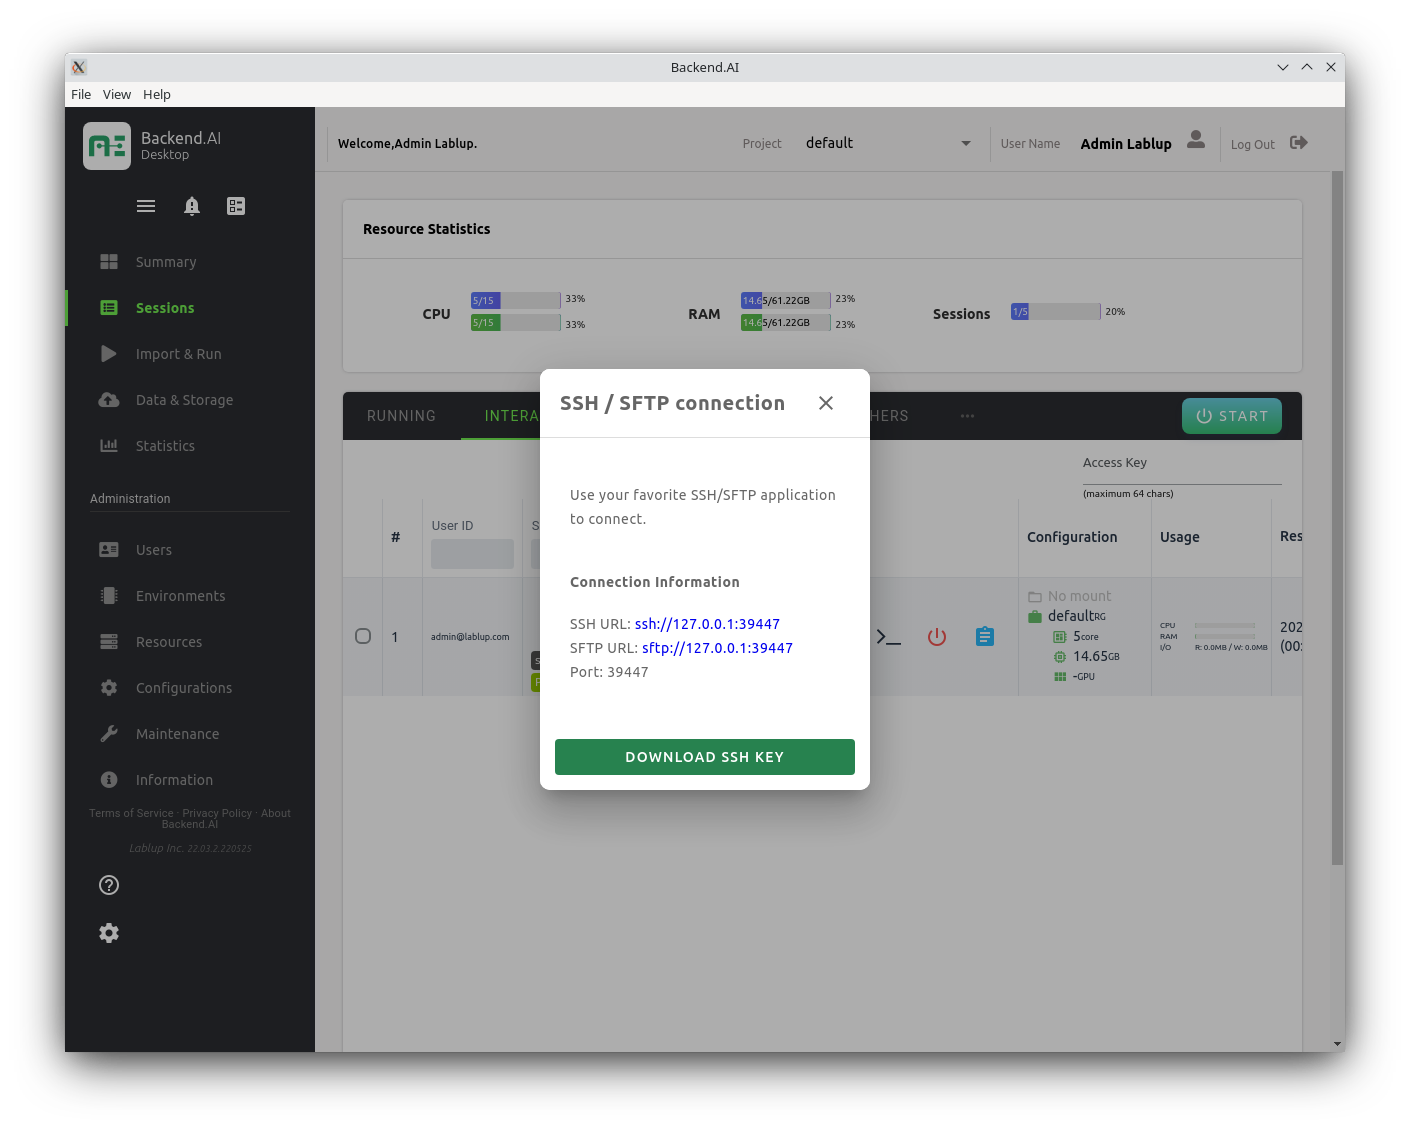 Backend.AI
File View Help
Backend.AI
Desktop
Welcome,Admin Lablup.
Project default
User Name Admin Lablup
Log Out
Summary
Sessions
Import & Run
Data & Storage
Statistics
Administration
Users
Environments
Resources
Configurations
Maintenance
Information
Terms of Service · Privacy Policy · About
Backend.AI
Lablup Inc. 22.03.2.220525
Resource Statistics
CPU
5/15 33%
5/15 33%
RAM
14.65/61.22GB 23%
14.65/61.22GB 23%
Sessions
1/5 20%
RUNNING
START
Access Key
(maximum 64 chars)
#
User ID
Configuration
Usage
1
admin@lablup.com
No mount
defaultRG
5core
14.65GB
-GPU
CPU
RAM
I/O R: 0.0MB / W: 0.0MB
SSH / SFTP connection
Use your favorite SSH/SFTP application
to connect.
Connection Information
SSH URL: ssh://127.0.0.1:39447
SFTP URL: sftp://127.0.0.1:39447
Port: 39447
DOWNLOAD SSH KEY